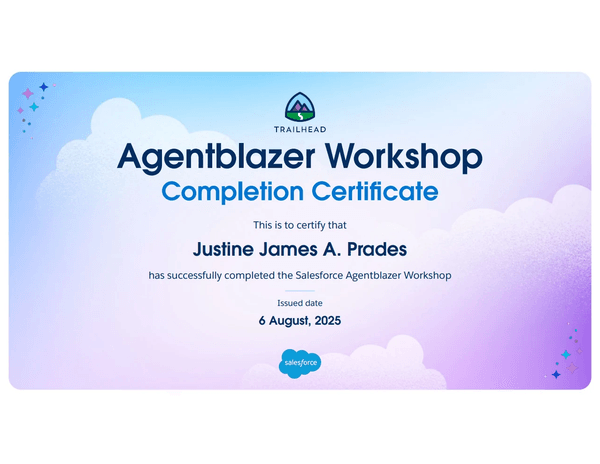 TRAILHEAD
Agentblazer Workshop
Completion Certificate
This is to certify that
Justine James A. Prades
has successfully completed the Salesforce Agentblazer Workshop
Issued date
6 August, 2025
salesforce